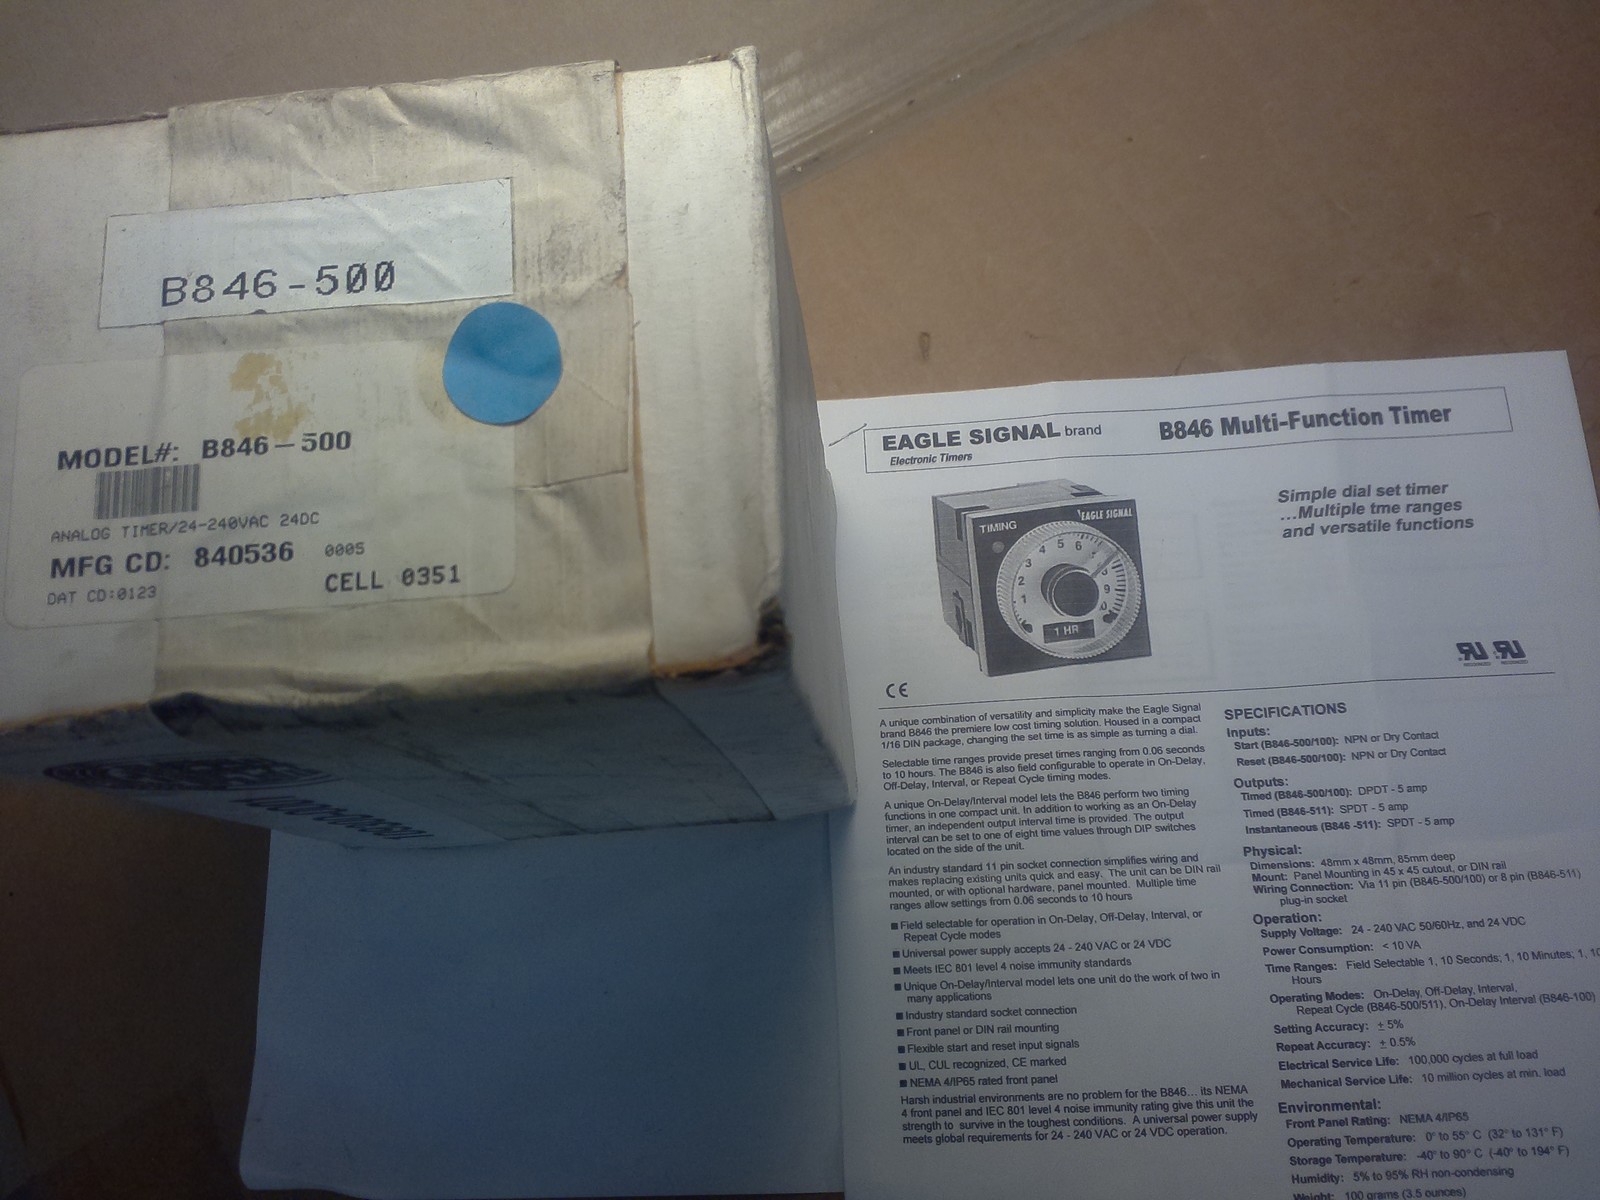 B846-500
MODEL#: B846-500
ANALOG TIMER/24-240VAC 24DC
MFG CD: 840536 0005
DAT CD:0123 CELL 0351
EAGLE SIGNAL brand
Electronic Timers
B846 Multi-Function Timer
TIMING
EAGLE SIGNAL
1
2
3
4
5
6
9
1 HR
Simple dial set timer
...Multiple tme ranges
and versatile functions
CE
A unique combination of versatility and simplicity make the Eagle Signal
brand B846 the premiere low cost timing solution. Housed in a compact
1/16 DIN package, changing the set time is as simple as turning a dial.
Selectable time ranges provide preset times ranging from 0.06 seconds
to 10 hours. The B846 is also field configurable to operate in On-Delay,
Off-Delay, Interval, or Repeat Cycle timing modes.
A unique On-Delay/Interval model lets the B846 perform two timing
functions in one compact unit. In addition to working as an On-Delay
timer, an independent output interval time is provided. The output
interval can be set to one of eight time values through DIP switches
located on the side of the unit.
An industry standard 11 pin socket connection simplifies wiring and
makes replacing existing units quick and easy. The unit can be DIN rail
mounted, or with optional hardware, panel mounted. Multiple time
ranges allow settings from 0.06 seconds to 10 hours
■ Field selectable for operation in On-Delay, Off-Delay, Interval, or
Repeat Cycle modes
■ Universal power supply accepts 24 - 240 VAC or 24 VDC
■ Meets IEC 801 level 4 noise immunity standards
■ Unique On-Delay/Interval model lets one unit do the work of two in
many applications
■ Industry standard socket connection
■ Front panel or DIN rail mounting
■ Flexible start and reset input signals
■ UL, CUL recognized, CE marked
■ NEMA 4/IP65 rated front panel
Harsh industrial environments are no problem for the B846... its NEMA
4 front panel and IEC 801 level 4 noise immunity rating give this unit the
strength to survive in the toughest conditions. A universal power supply
meets global requirements for 24 - 240 VAC or 24 VDC operation.
SPECIFICATIONS
Inputs:
Start (B846-500/100): NPN or Dry Contact
Reset (B846-500/100): NPN or Dry Contact
Outputs:
Timed (B846-500/100): DPDT - 5 amp
Timed (B846-511): SPDT - 5 amp
Instantaneous (B846 -511): SPDT - 5 amp
Physical:
Dimensions: 48mm x 48mm, 85mm deep
Mount: Panel Mounting in 45 x 45 cutout, or DIN rail
Wiring Connection: Via 11 pin (B846-500/100) or 8 pin (B846-511)
plug-in socket
Operation:
Supply Voltage: 24 - 240 VAC 50/60Hz, and 24 VDC
Power Consumption: < 10 VA
Time Ranges: Field Selectable 1, 10 Seconds; 1, 10 Minutes; 1, 10
Hours
Operating Modes: On-Delay, Off-Delay, Interval,
Repeat Cycle (B846-500/511), On-Delay Interval (B846-100)
Setting Accuracy: ± 5%
Repeat Accuracy: ± 0.5%
Electrical Service Life: 100,000 cycles at full load
Mechanical Service Life: 10 million cycles at min. load
Environmental:
Front Panel Rating: NEMA 4/IP65
Operating Temperature: 0° to 55° C (32° to 131° F)
Storage Temperature: -40° to 90° C (-40° to 194° F)
Humidity: 5% to 95% RH non-condensing
Weight: 100 grams (3.5 ounces)